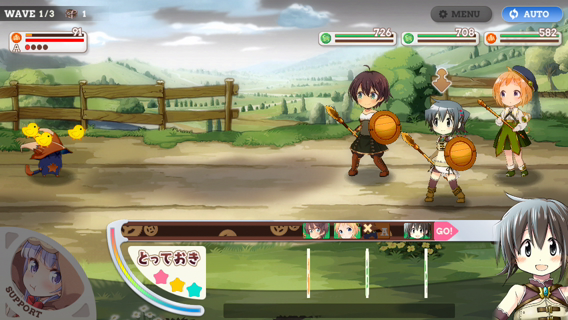 WAVE 1/3 1
MENU
AUTO
91
A
726
708
582
GO!
とっておき
SUPPORT